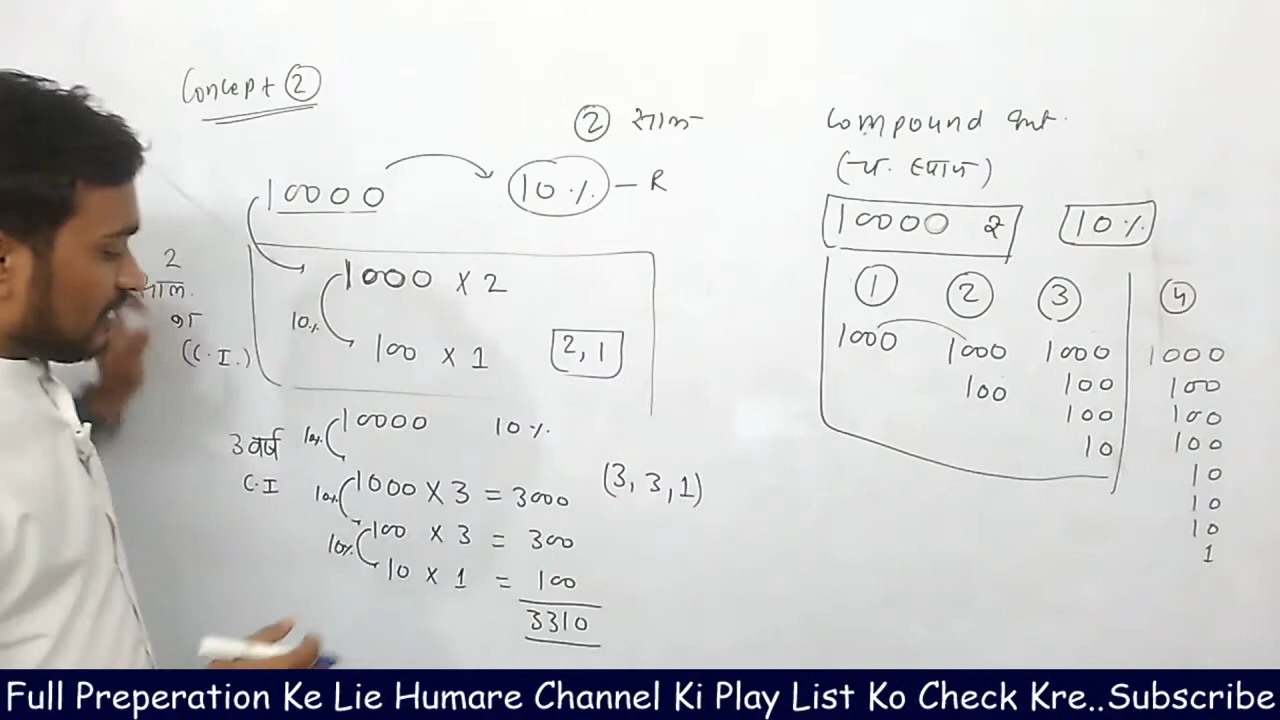 Concept ②
② साल
10000 10% – R
2
साल
का
(C.I.)
1000 x 2
10%
100 x 1
2, 1
3 वर्ष
C.I
10% 10000 10%
10% 1000 x 3 = 3000
100 x 3 = 300
10% 10 x 1 = 100
3310
(3, 3, 1)
Compound
10000 10%
① ② ③ ④
1000 1000 1000 1000
100 100 100
100 100
10 100
10
10
10
1
Full Preperation Ke Lie Humare Channel Ki Play List Ko Check Kre..Subscribe